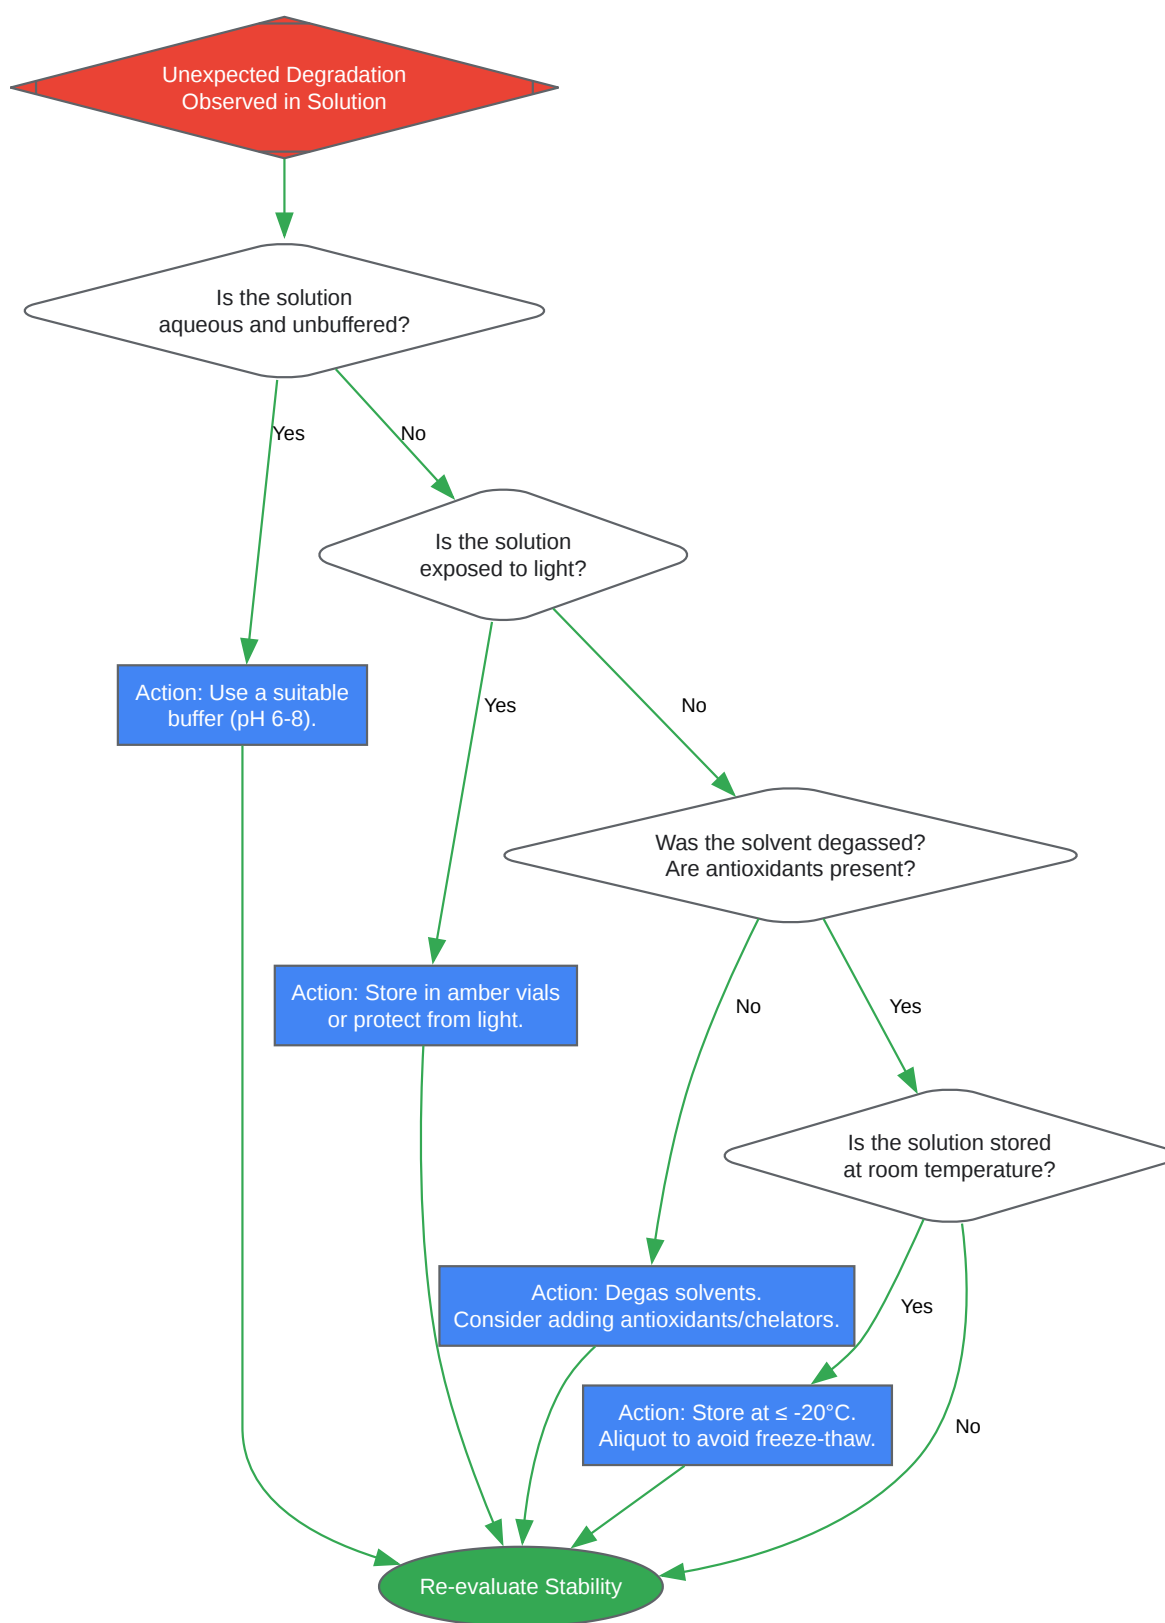 Unexpected Degradation
Observed in Solution
Is the solution
aqueous and unbuffered?
Yes
No
Is the solution
exposed to light?
Action: Use a suitable
buffer (pH 6-8).
Yes
No
Was the solvent degassed?
Are antioxidants present?
Action: Store in amber vials
or protect from light.
No
Yes
Is the solution stored
at room temperature?
Action: Degas solvents.
Consider adding antioxidants/chelators.
Yes
Action: Store at ≤ -20°C.
Aliquot to avoid freeze-thaw.
No
Re-evaluate Stability